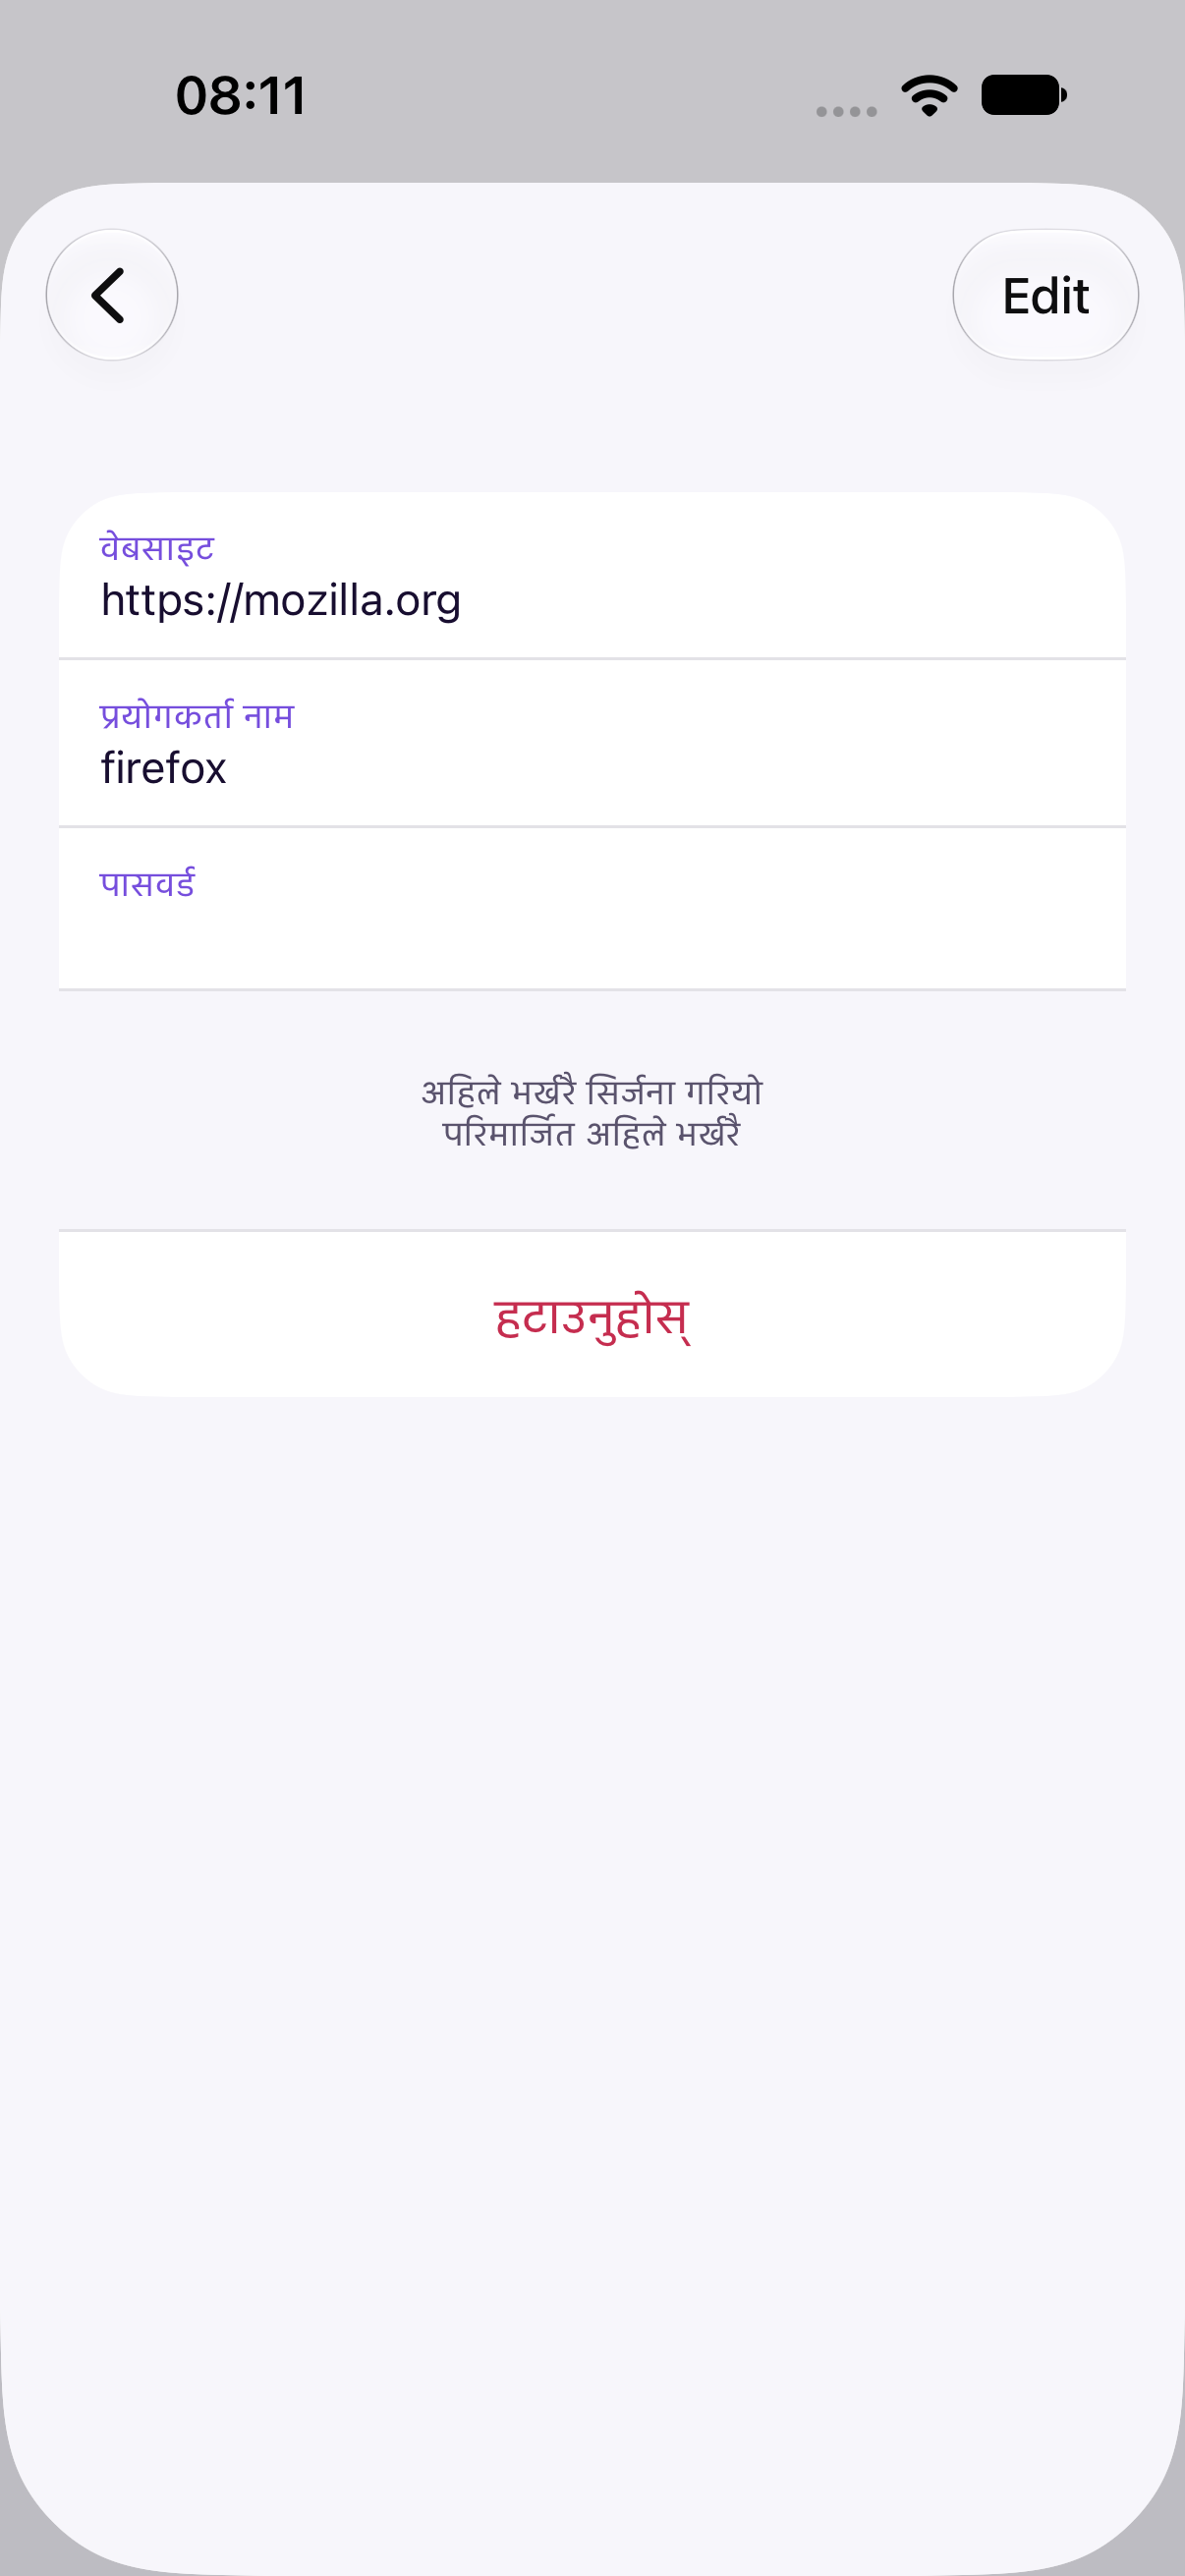 08:11
Edit
वेबसाइट
https://mozilla.org
प्रयोगकर्ता नाम
firefox
पासवर्ड
अहिले भर्खरै सिर्जना गरियो
परिमार्जित अहिले भर्खरै
हटाउनुहोस्